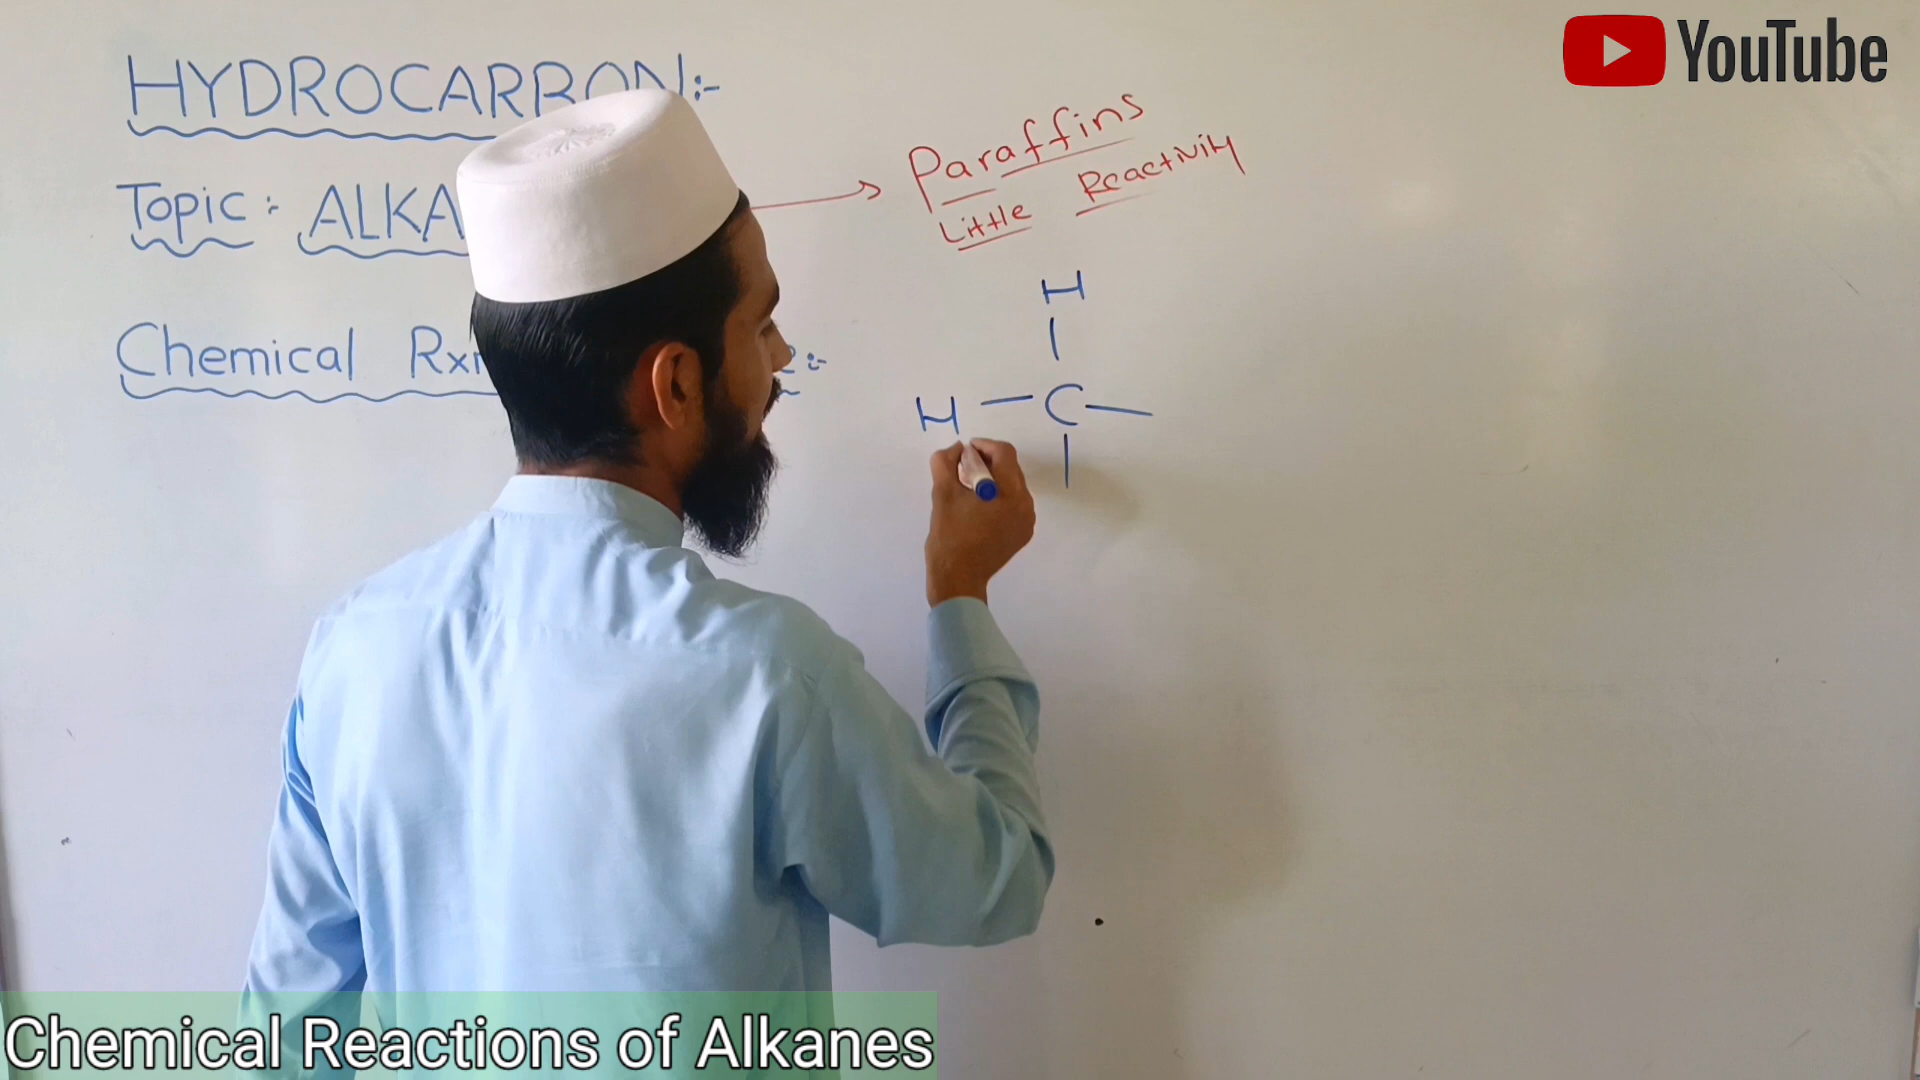 YouTube
HYDROCARBON:-
Paraffins
Little Reactivity
Topic: ALKA
Chemical Rx
H
H — C —
Chemical Reactions of Alkanes